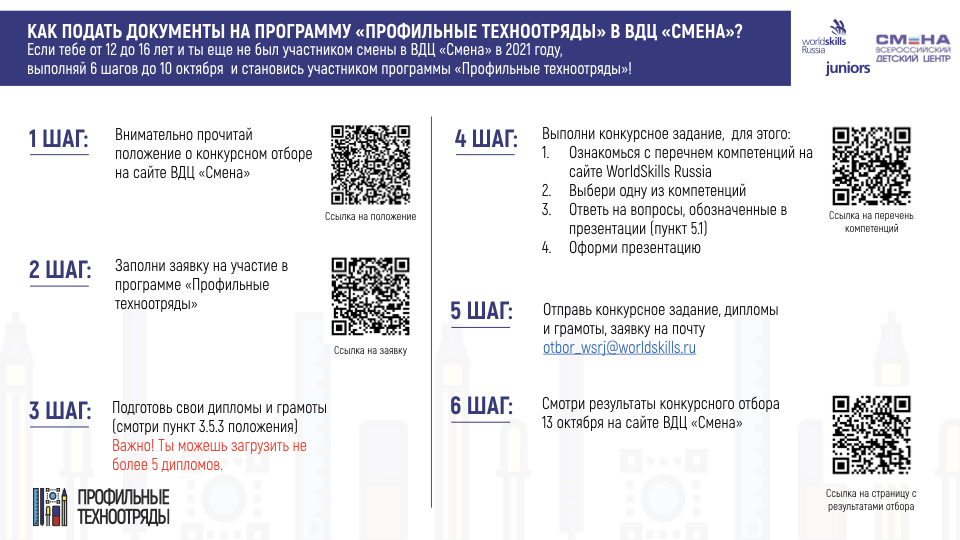 КАК ПОДАТЬ ДОКУМЕНТЫ НА ПРОГРАММУ «ПРОФИЛЬНЫЕ ТЕХНООТРЯДЫ» В ВДЦ «СМЕНА»?
Если тебе от 12 до 16 лет и ты еще не был участником смены в ВДЦ «Смена» в 2021 году,
выполняй 6 шагов до 10 октября и становись участником программы «Профильные техноотряды»!
worldskills
Russia
juniors
СМЕНА
ВСЕРОССИЙСКИЙ
ДЕТСКИЙ ЦЕНТР
1 ШАГ:
Внимательно прочитай
положение о конкурсном отборе
на сайте ВДЦ «Смена»
Ссылка на положение
2 ШАГ:
Заполни заявку на участие в
программе «Профильные
техноотряды»
Ссылка на заявку
3 ШАГ:
Подготовь свои дипломы и грамоты
(смотри пункт 3.5.3 положения)
Важно! Ты можешь загрузить не
более 5 дипломов.
ПРОФИЛЬНЫЕ
ТЕХНООТРЯДЫ
4 ШАГ:
Выполни конкурсное задание, для этого:
1. Ознакомься с перечнем компетенций на
сайте WorldSkills Russia
2. Выбери одну из компетенций
3. Ответь на вопросы, обозначенные в
презентации (пункт 5.1)
4. Оформи презентацию
Ссылка на перечень
компетенций
5 ШАГ:
Отправь конкурсное задание, дипломы
и грамоты, заявку на почту
otbor_wsrj@worldskills.ru
6 ШАГ:
Смотри результаты конкурсного отбора
13 октября на сайте ВДЦ «Смена»
Ссылка на страницу с
результатами отбора